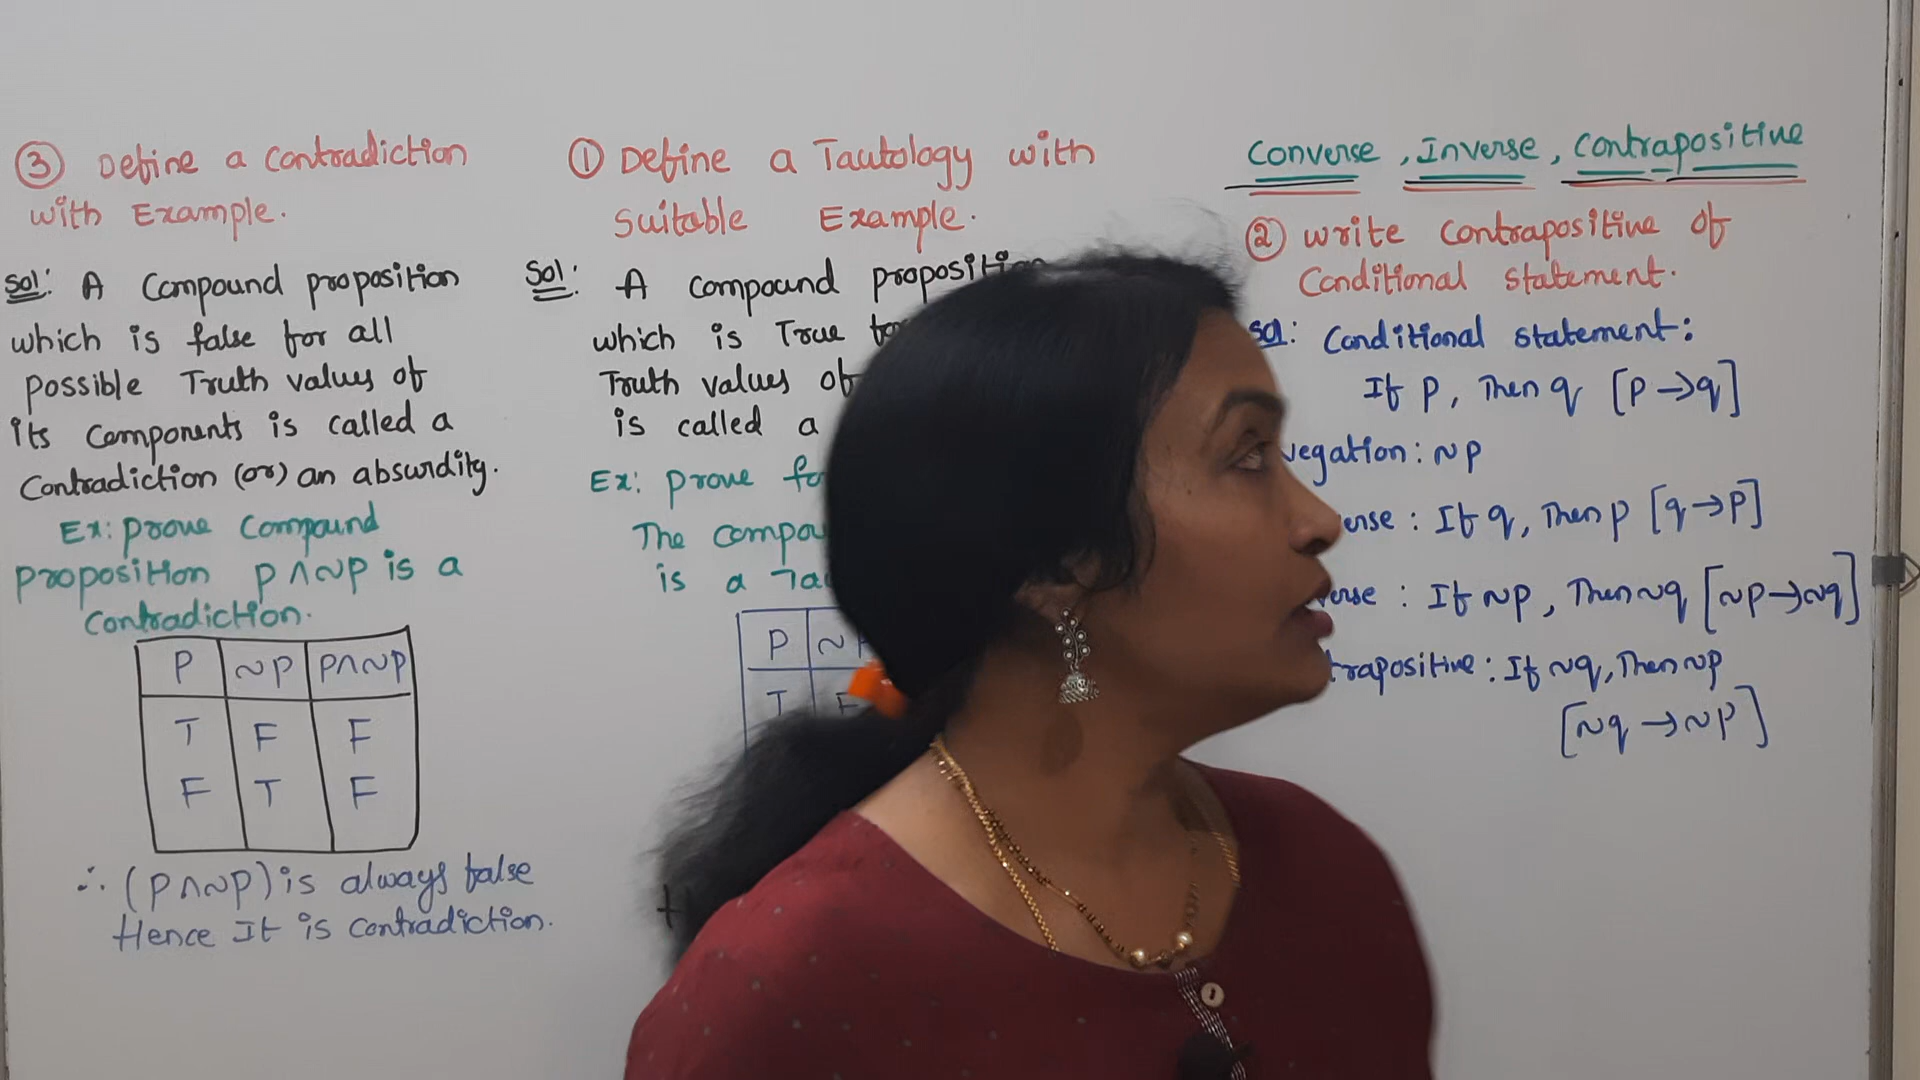 ③ Define a Contradiction
with Example.
Sol: A Compound proposition
which is false for all
possible Truth values of
its Components is called a
Contradiction (or) an absurdity.
Ex: prove Compound
proposition p∧~p is a
Contradiction.
P ~p p∧~p
T F F
F T F
∴ (p∧~p) is always false
Hence It is contradiction.
① Define a Tautology with
Suitable Example.
Sol: A compound proposition
which is True
Truth values of
is called a
Ex: prove
The
is a
P
T F
Converse, Inverse, Contrapositive
② write contrapositive of
Conditional statement.
Sol: Conditional statement:
If p, Then q [p→q]
: ~p
: If q, Then p [q→p]
: If ~p, Then ~q [~p→~q]
: If ~q, Then ~p
[~q→~p]